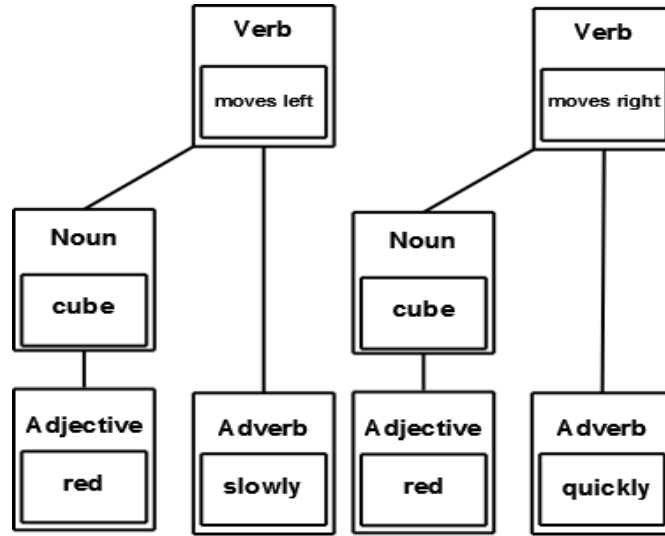 Verb
moves left
Noun
cube
Adjective
red
Adverb
slowly
Verb
moves right
Noun
cube
Adjective
red
Adverb
quickly